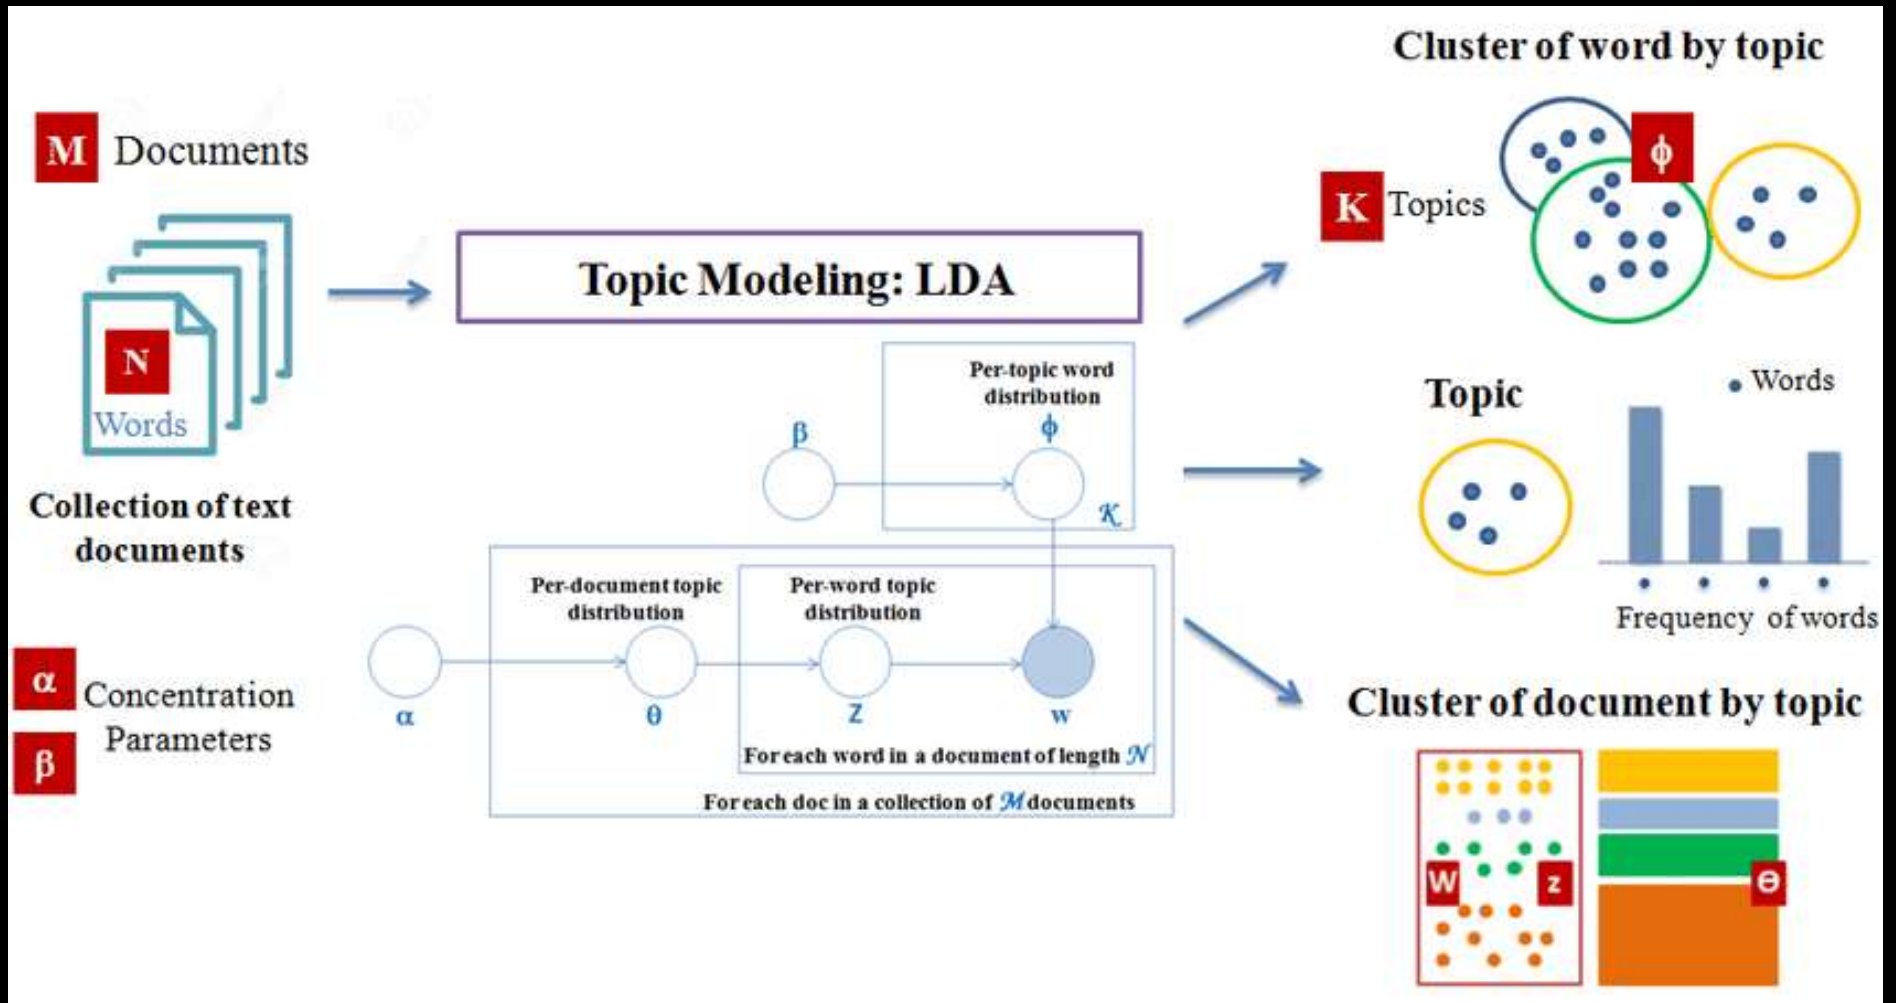 M Documents
N
Words
Collection of text
documents
α
β
Concentration
Parameters
Topic Modeling: LDA
Per-topic word
distribution
β
ϕ
K
Per-document topic
distribution
Per-word topic
distribution
α
θ
Z
w
For each word in a document of length N
For each doc in a collection of M documents
Cluster of word by topic
K Topics
ϕ
Topic
Words
Frequency of words
Cluster of document by topic
W
z
Ө